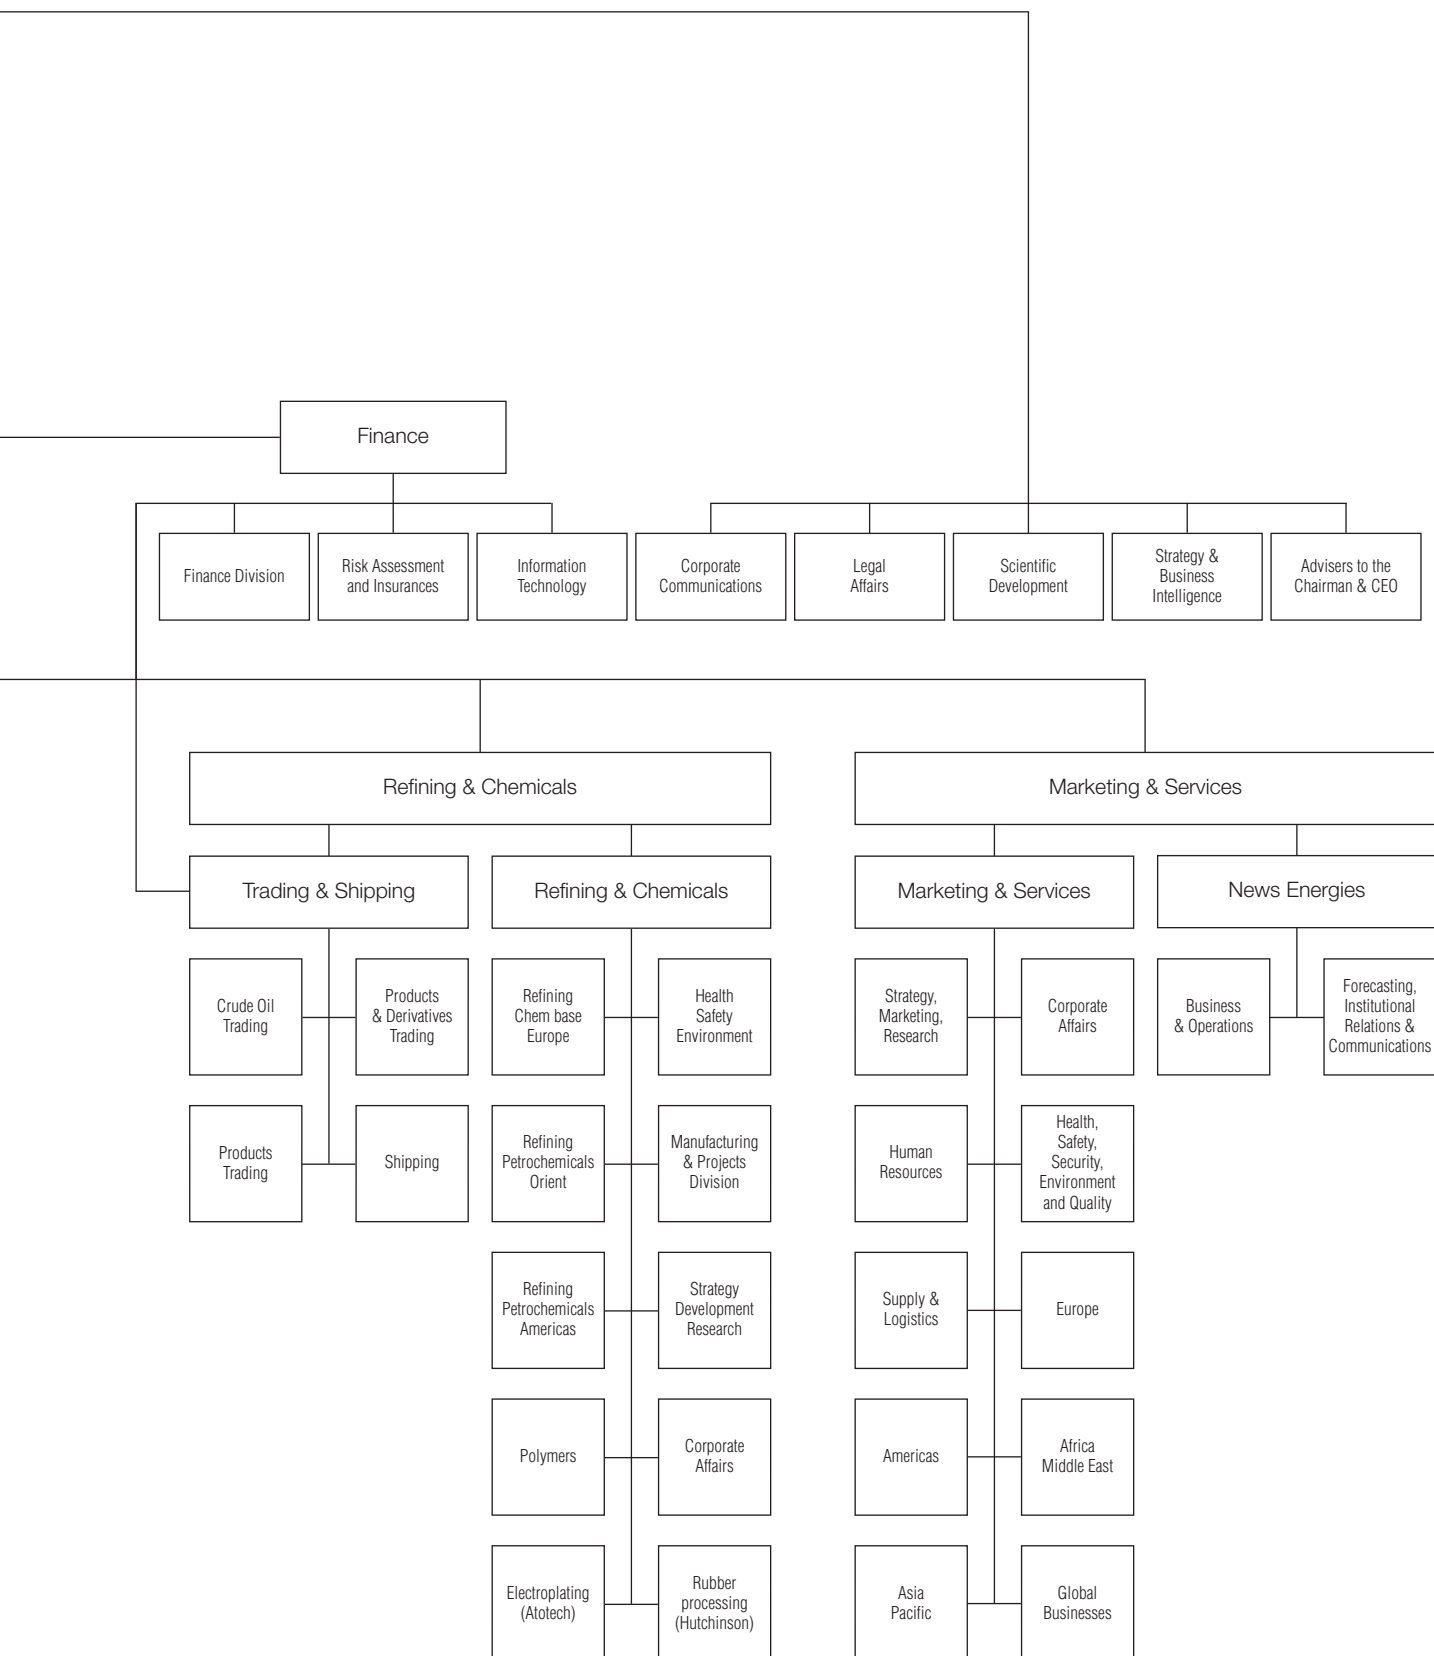 Finance
Finance Division
Risk Assessment
and Insurances
Information
Technology
Corporate
Communications
Legal
Affairs
Scientific
Development
Strategy &
Business
Intelligence
Advisers to the
Chairman & CEO
Refining & Chemicals
Marketing & Services
Trading & Shipping
Refining & Chemicals
Marketing & Services
News Energies
Crude Oil
Trading
Products
& Derivatives
Trading
Refining
Chem base
Europe
Health
Safety
Environment
Strategy,
Marketing,
Research
Corporate
Affairs
Business
& Operations
Forecasting,
Institutional
Relations &
Communications
Products
Trading
Shipping
Refining
Petrochemicals
Orient
Manufacturing
& Projects
Division
Human
Resources
Health,
Safety,
Security,
Environment
and Quality
Refining
Petrochemicals
Americas
Strategy
Development
Research
Supply &
Logistics
Europe
Polymers
Corporate
Affairs
Americas
Africa
Middle East
Electroplating
(Atotech)
Rubber
processing
(Hutchinson)
Asia
Pacific
Global
Businesses